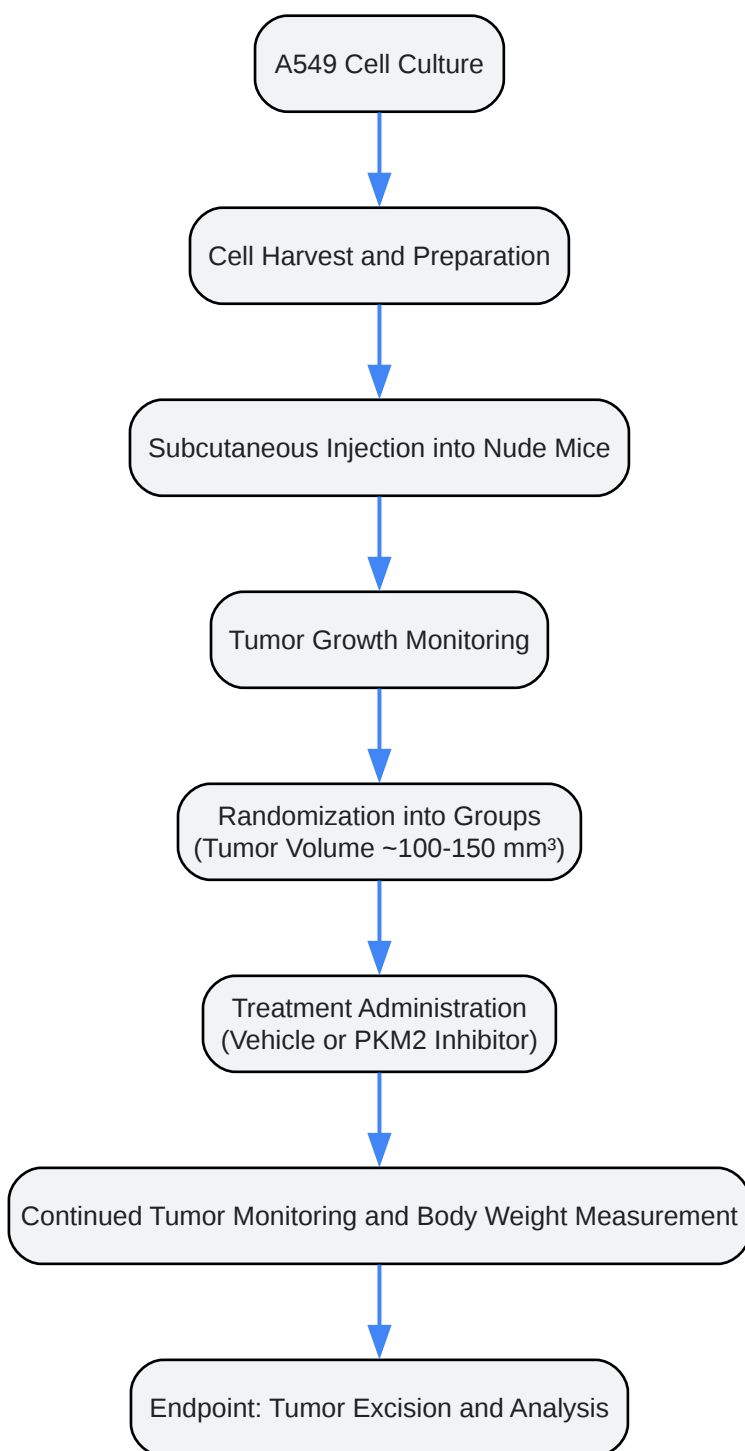 A549 Cell Culture
Cell Harvest and Preparation
Subcutaneous Injection into Nude Mice
Tumor Growth Monitoring
Randomization into Groups
(Tumor Volume ~100-150 mm³)
Treatment Administration
(Vehicle or PKM2 Inhibitor)
Continued Tumor Monitoring and Body Weight Measurement
Endpoint: Tumor Excision and Analysis